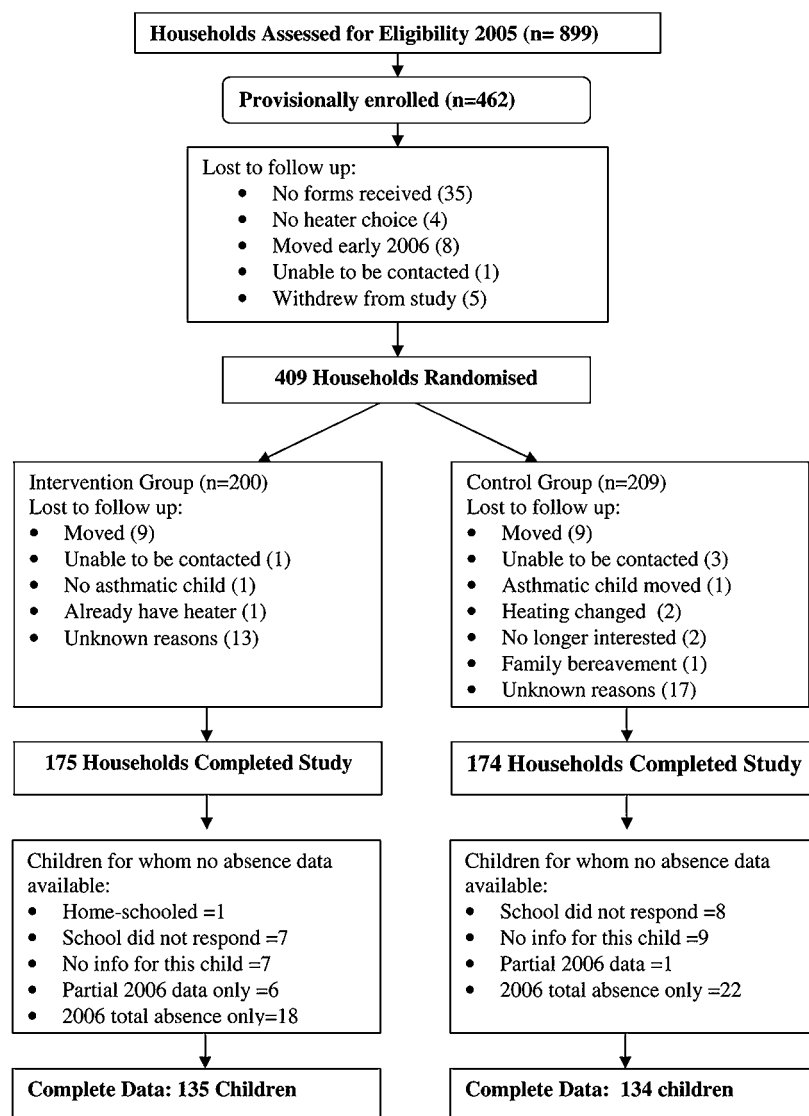 Households Assessed for Eligibility 2005 (n= 899)
Provisionally enrolled (n=462)
Lost to follow up:
• No forms received (35)
• No heater choice (4)
• Moved early 2006 (8)
• Unable to be contacted (1)
• Withdrew from study (5)
409 Households Randomised
Intervention Group (n=200)
Lost to follow up:
• Moved (9)
• Unable to be contacted (1)
• No asthmatic child (1)
• Already have heater (1)
• Unknown reasons (13)
Control Group (n=209)
Lost to follow up:
• Moved (9)
• Unable to be contacted (3)
• Asthmatic child moved (1)
• Heating changed (2)
• No longer interested (2)
• Family bereavement (1)
• Unknown reasons (17)
175 Households Completed Study
174 Households Completed Study
Children for whom no absence data
available:
• Home-schooled =1
• School did not respond =7
• No info for this child =7
• Partial 2006 data only =6
• 2006 total absence only=18
Children for whom no absence data
available:
• School did not respond =8
• No info for this child =9
• Partial 2006 data =1
• 2006 total absence only =22
Complete Data: 135 Children
Complete Data: 134 children